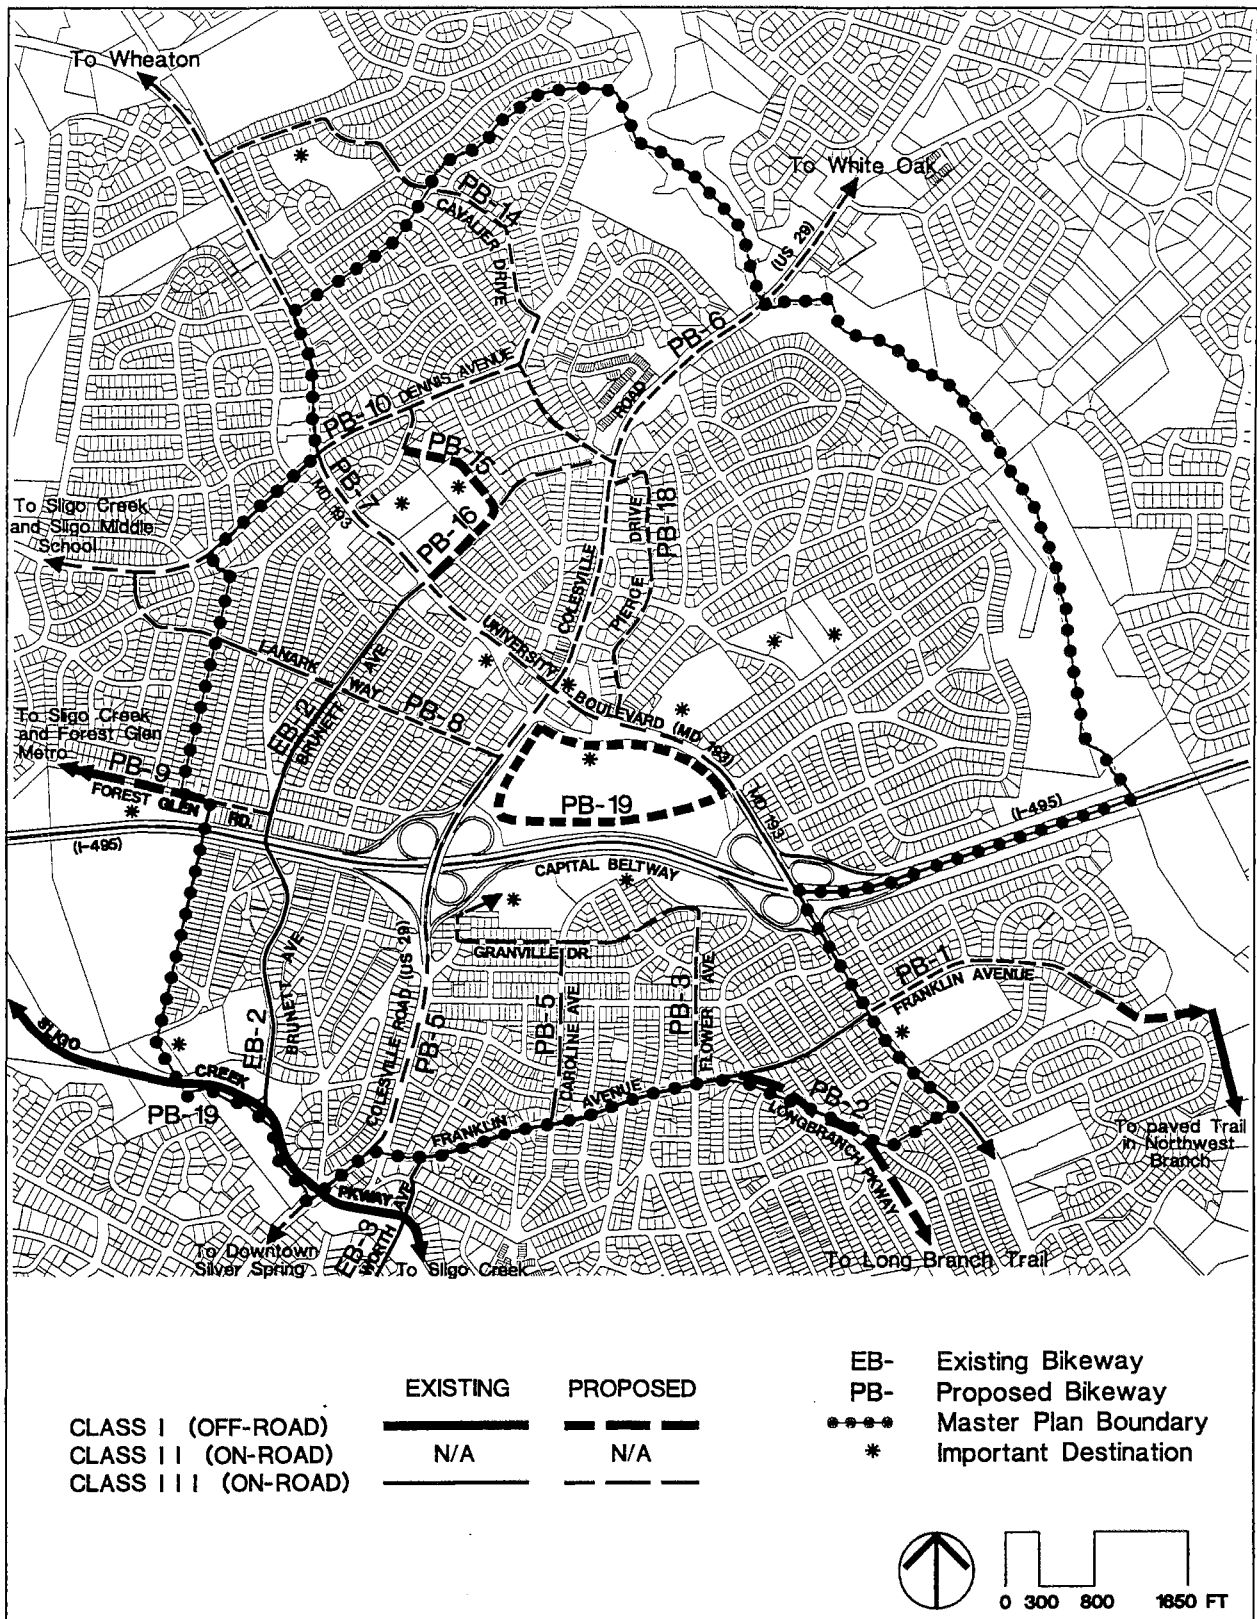 To Wheaton
To White Oak
(US 29)
PB-14
CAVALIER DRIVE
PB-6
ROAD
PB-10 DENNIS AVENUE
PB-15
PB-7
MD 193
PB-16
PB-18
PIERCE DRIVE
COLESVILLE
To Sligo Creek
and Sligo Middle
School
UNIVERSITY
BOULEVARD (MD 193)
LANARK
WAY
PB-8
EB-2
BRUNETT AVE
To Sligo Creek
and Forest Glen
Metro
PB-9
FOREST GLEN RD.
PB-19
MD 193
(I-495)
(I-495)
CAPITAL BELTWAY
GRANVILLE DR.
COLESVILLE ROAD (US 29)
PB-5
PB-5
CAROLINE AVE
PB-3
FLOWER AVE
PB-1
FRANKLIN AVENUE
BRUNETT AVE
EB-2
SLIGO
CREEK
PB-19
PKWAY
FRANKLIN
AVENUE
PB-2
LONGBRANCH PKWAY
To paved Trail
in Northwest
Branch
EB-3
WORTH AVE
To Downtown
Silver Spring
To Sligo Creek
To Long Branch Trail
EXISTING PROPOSED
CLASS I (OFF-ROAD)
CLASS II (ON-ROAD) N/A N/A
CLASS III (ON-ROAD)
EB- Existing Bikeway
PB- Proposed Bikeway
Master Plan Boundary
Important Destination
0 300 800 1650 FT